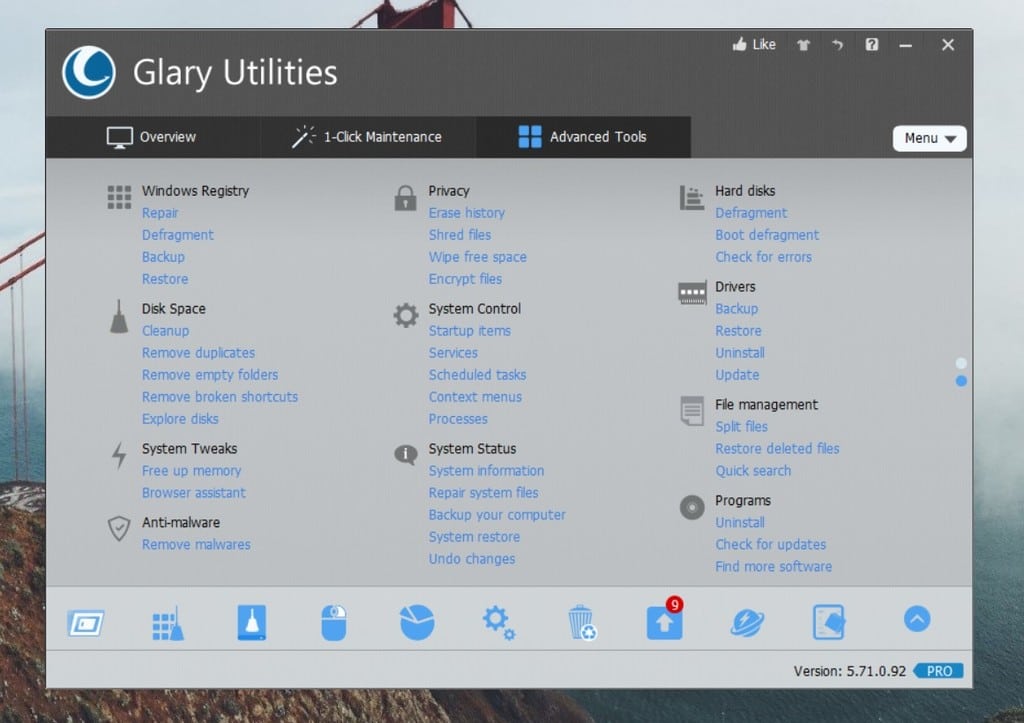 Like
Glary Utilities
Overview
1-Click Maintenance
Advanced Tools
Menu
Windows Registry
Repair
Defragment
Backup
Restore
Disk Space
Cleanup
Remove duplicates
Remove empty folders
Remove broken shortcuts
Explore disks
System Tweaks
Free up memory
Browser assistant
Anti-malware
Remove malwares
Privacy
Erase history
Shred files
Wipe free space
Encrypt files
System Control
Startup items
Services
Scheduled tasks
Context menus
Processes
System Status
System information
Repair system files
Backup your computer
System restore
Undo changes
Hard disks
Defragment
Boot defragment
Check for errors
Drivers
Backup
Restore
Uninstall
Update
File management
Split files
Restore deleted files
Quick search
Programs
Uninstall
Check for updates
Find more software
9
Version: 5.71.0.92 PRO